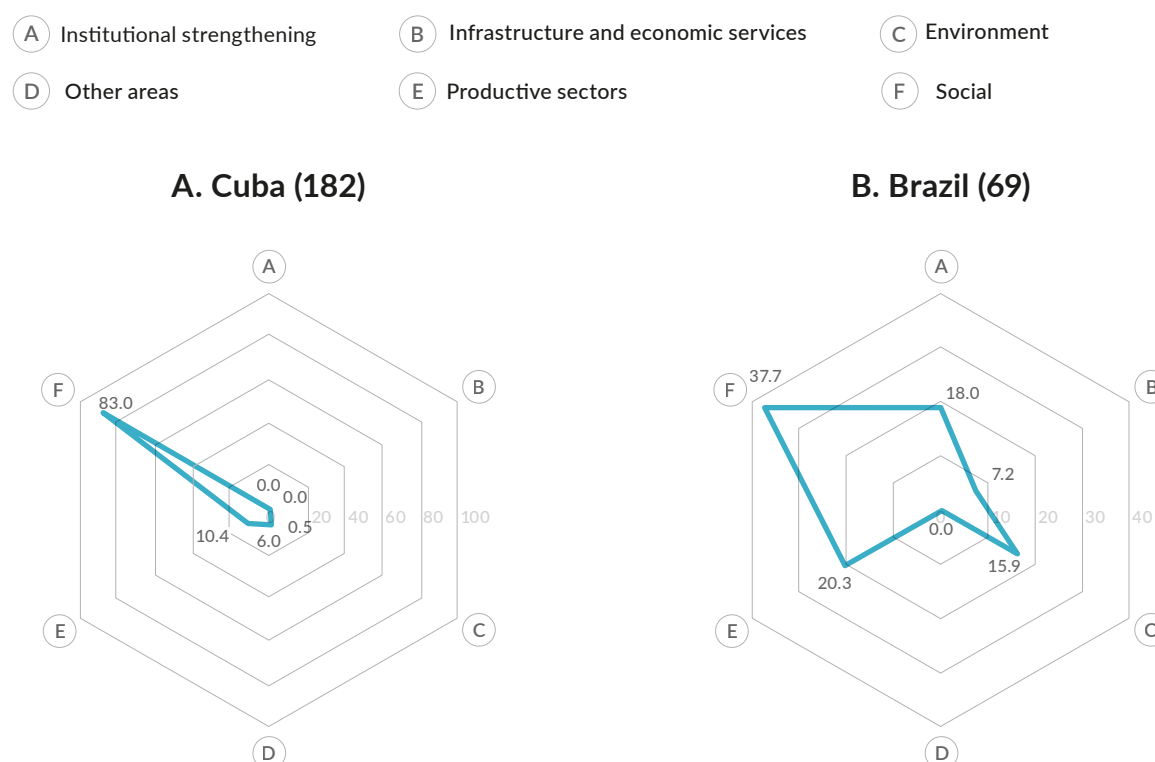 A Institutional strengthening B Infrastructure and economic services C Environment
D Other areas E Productive sectors F Social
A. Cuba (182) B. Brazil (69)
A A
F B F 37.7 B
83.0 18.0
0.0 7.2
0.0
20 40 60 80 100 0 10 20 30 40
10.4 6.0 0.5 0.0
15.9
20.3
E C E C
D D